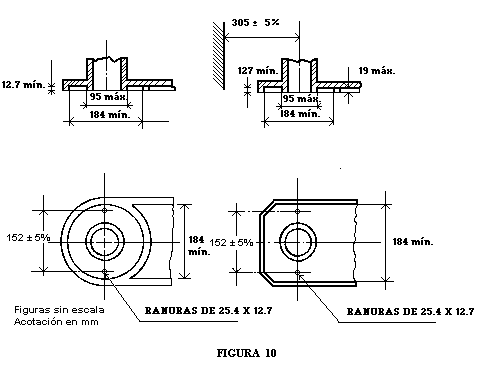 305 ± 5%
12.7 mín.
127 mín.
19 máx.
95 máx.
95 máx.
184 mín.
184 mín.
152 ± 5%
184
mín.
152 ± 5%
184 mín.
Figuras sin escala
Acotación en mm
RANURAS DE 25.4 X 12.7
RANURAS DE 25.4 X 12.7
FIGURA 10